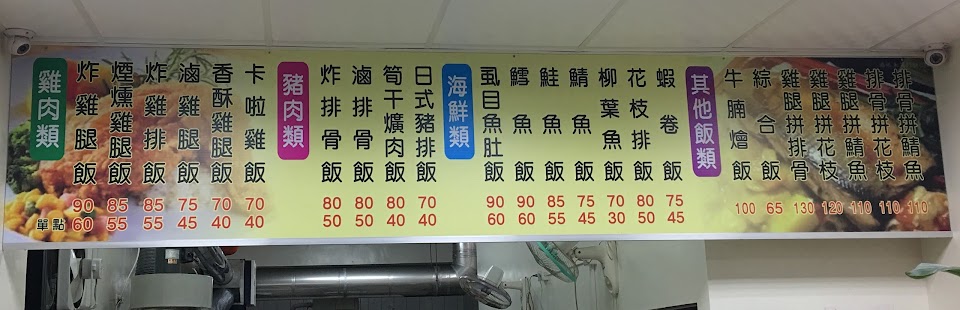 雞肉類
炸雞腿飯
煙燻雞腿飯
炸雞排飯
滷雞腿飯
香酥雞腿飯
卡啦雞飯
90 85 85 75 70 70
單點 60 55 55 45 40 40
豬肉類
炸排骨飯
滷排骨飯
筍干爌肉飯
日式豬排飯
80 80 80 70
50 50 40 40
海鮮類
虱目魚肚飯
鱈魚飯
鮭魚飯
鯖魚飯
柳葉魚飯
花枝排飯
蝦卷飯
90 90 85 75 70 80 75
60 60 55 45 30 50 45
其他飯類
牛腩燴飯
綜合飯
雞腿拼排骨
雞腿拼花枝
雞腿拼鯖魚
排骨拼花枝
排骨拼鯖魚
100 65 130 120 110 110 110